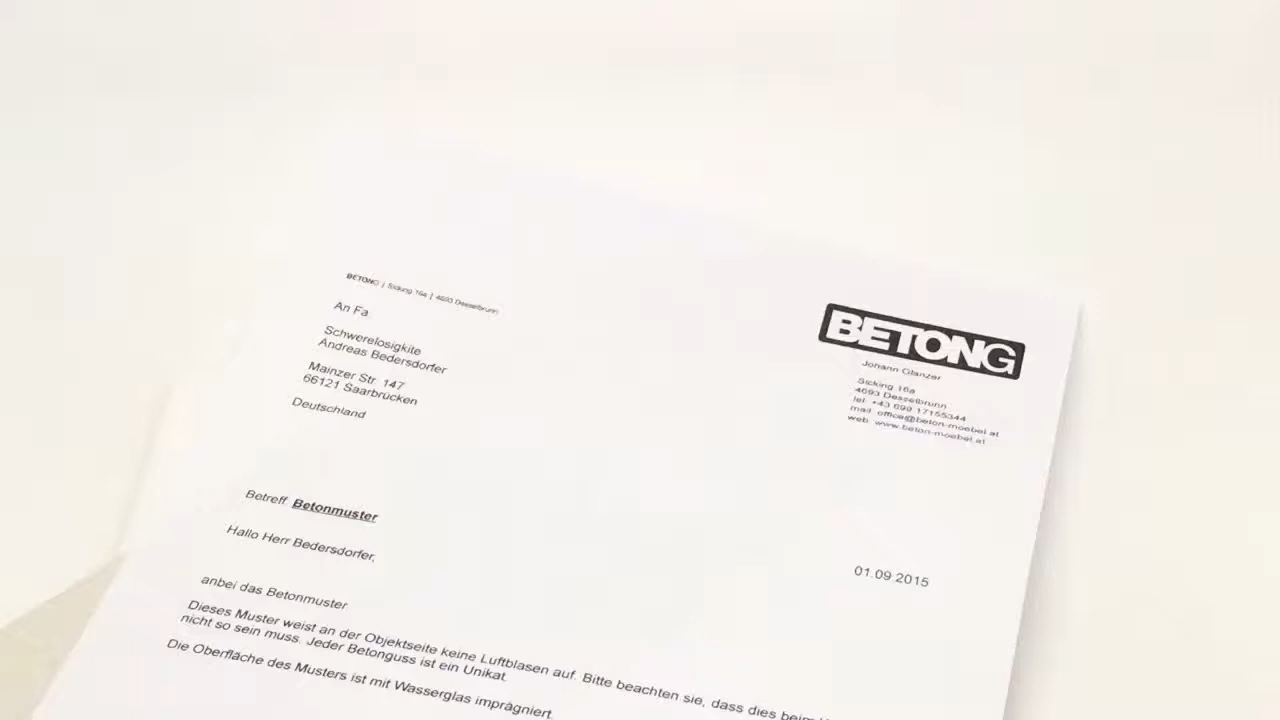 BETONG | Sicking 16a | 4693 Desselbrunn
An Fa.
Schwerelosigkite
Andreas Bedersdorfer
Mainzer Str. 147
66121 Saarbrücken
Deutschland
BETONG
Johann Glanzer
Sicking 16a
4693 Desselbrunn
tel. +43 699 17155344
mail. office@beton-moebel.at
web. www.beton-moebel.at
Betreff Betonmuster
Hallo Herr Bedersdorfer,
01.09.2015
anbei das Betonmuster.
Dieses Muster weist an der Objektseite keine Luftblasen auf. Bitte beachten sie, dass dies beim
nicht so sein muss. Jeder Betonguss ist ein Unikat.
Die Oberfläche des Musters ist mit Wasserglas imprägniert.